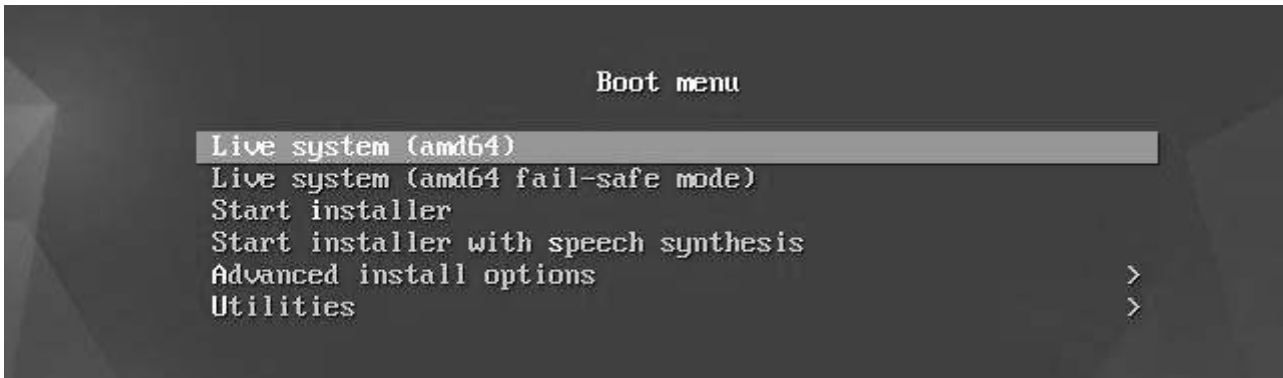 Boot menu
Live system (amd64)
Live system (amd64 fail-safe mode)
Start installer
Start installer with speech synthesis
Advanced install options >
Utilities >